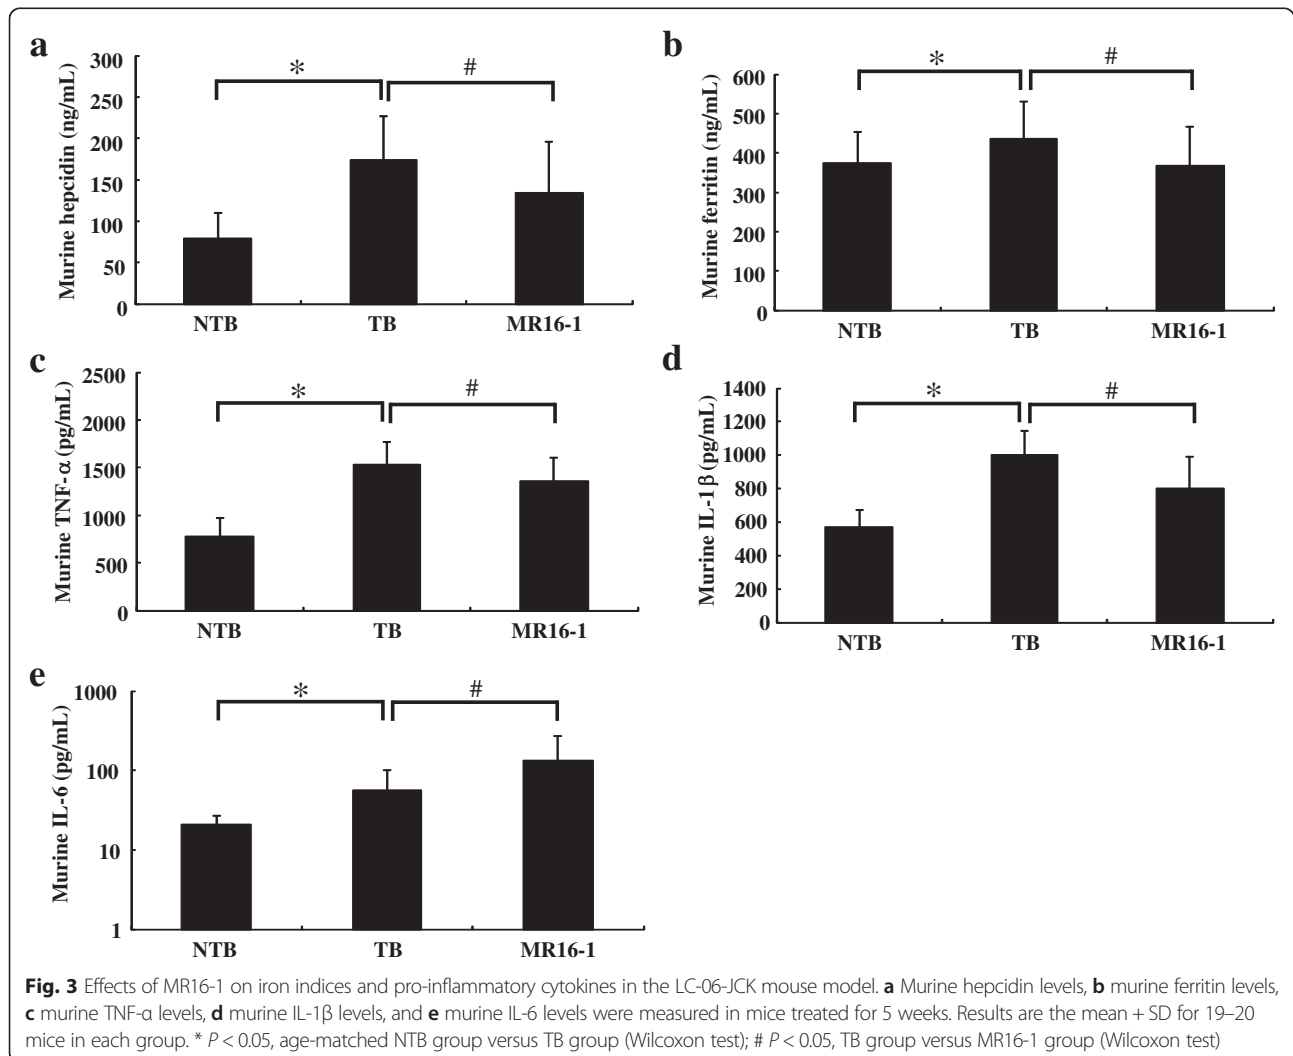 a
Murine hepcidin (ng/mL)
300
250
200
150
100
50
0
*
#
NTB TB MR16-1
b
Murine ferritin (ng/mL)
600
500
400
300
200
100
0
*
#
NTB TB MR16-1
c
Murine TNF-α (pg/mL)
2500
2000
1500
1000
500
0
*
#
NTB TB MR16-1
d
Murine IL-1β (pg/mL)
1400
1200
1000
800
600
400
200
0
*
#
NTB TB MR16-1
e
Murine IL-6 (pg/mL)
1000
100
10
1
*
#
NTB TB MR16-1
Fig. 3 Effects of MR16-1 on iron indices and pro-inflammatory cytokines in the LC-06-JCK mouse model. a Murine hepcidin levels, b murine ferritin levels,
c murine TNF-α levels, d murine IL-1β levels, and e murine IL-6 levels were measured in mice treated for 5 weeks. Results are the mean + SD for 19–20
mice in each group. * P < 0.05, age-matched NTB group versus TB group (Wilcoxon test); # P < 0.05, TB group versus MR16-1 group (Wilcoxon test)